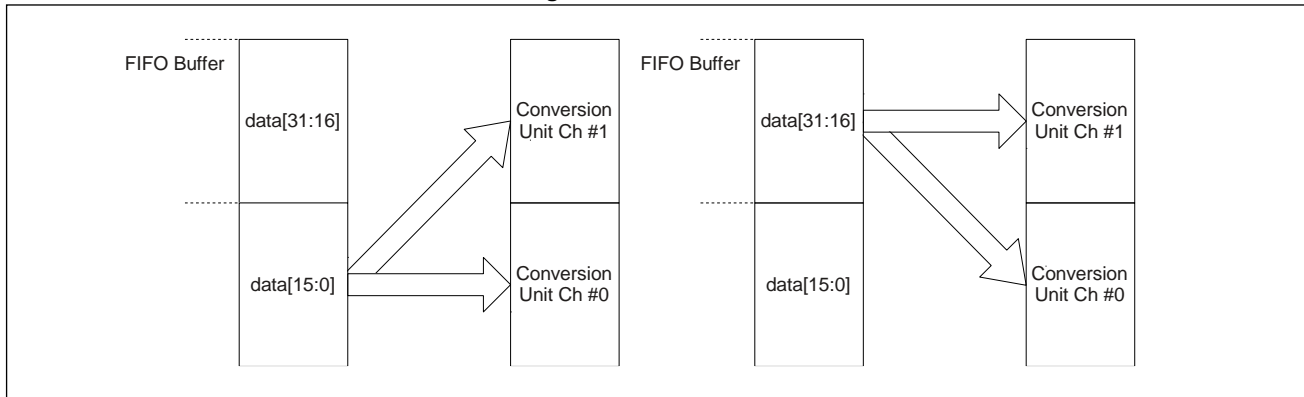 FIFO Buffer
data[31:16]
Conversion
Unit Ch #1
data[15:0]
Conversion
Unit Ch #0
FIFO Buffer
data[31:16]
Conversion
Unit Ch #1
data[15:0]
Conversion
Unit Ch #0